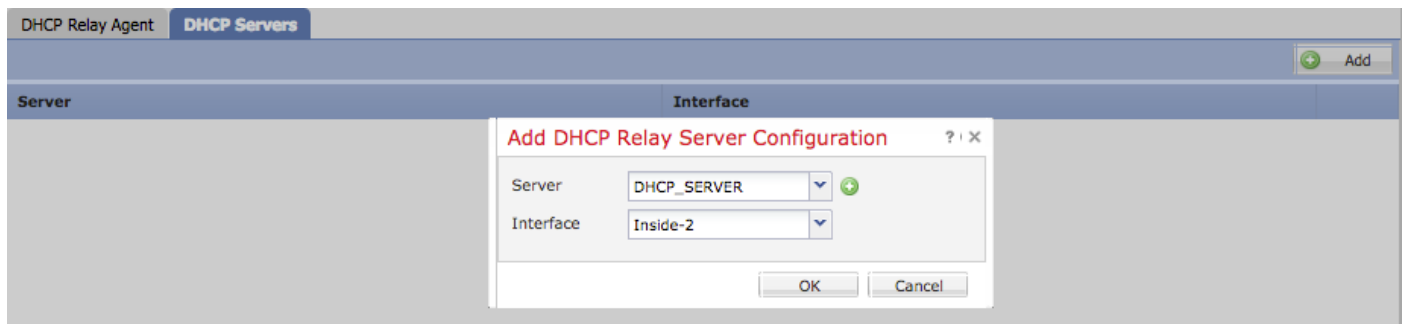 DHCP Relay Agent DHCP Servers
Add
Server Interface
Add DHCP Relay Server Configuration ?
Server DHCP_SERVER
Interface Inside-2
OK Cancel